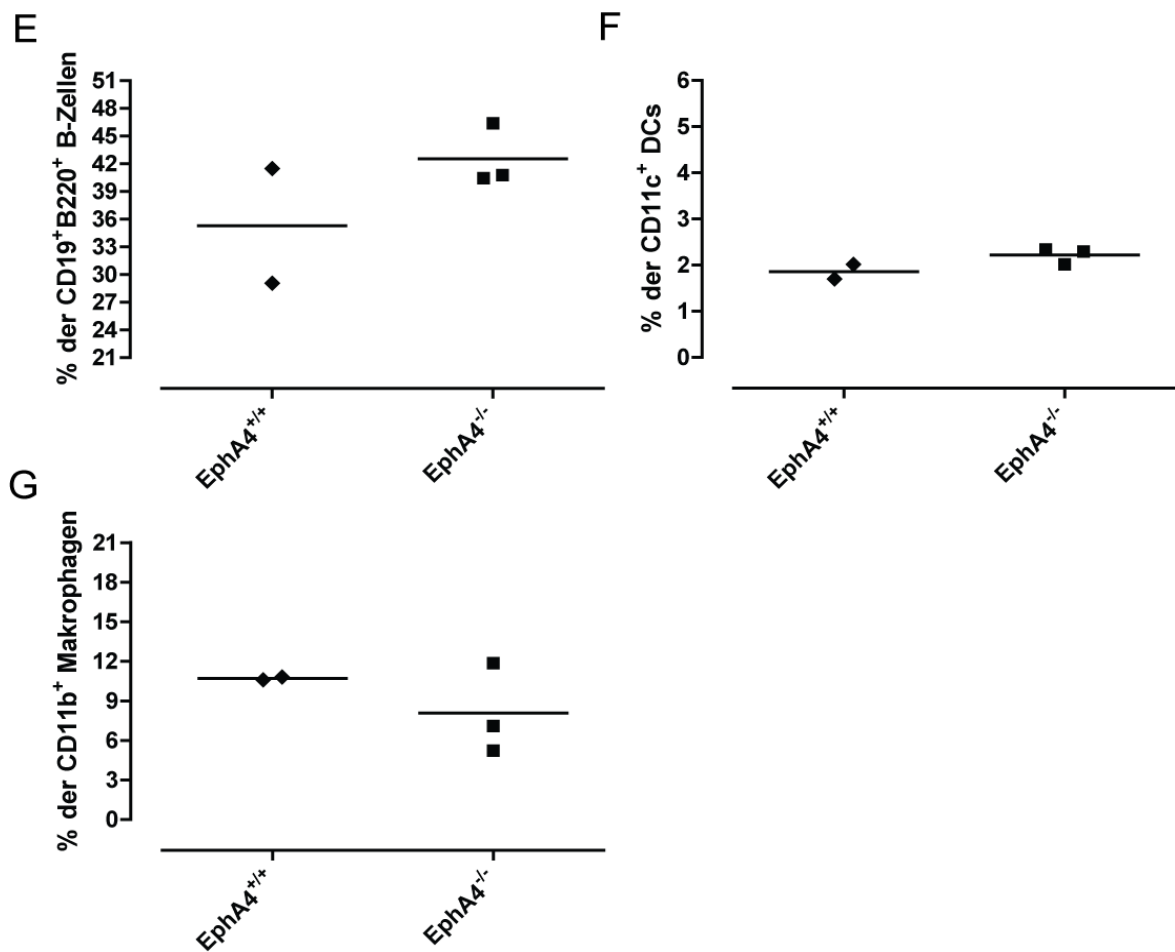 E
% der CD19⁺B220⁺ B-Zellen
51
48
45
42
39
36
33
30
27
24
21
EphA4⁺/⁺
EphA4⁻/⁻
F
% der CD11c⁺ DCs
6
5
4
3
2
1
0
EphA4⁺/⁺
EphA4⁻/⁻
G
% der CD11b⁺ Makrophagen
21
18
15
12
9
6
3
0
EphA4⁺/⁺
EphA4⁻/⁻